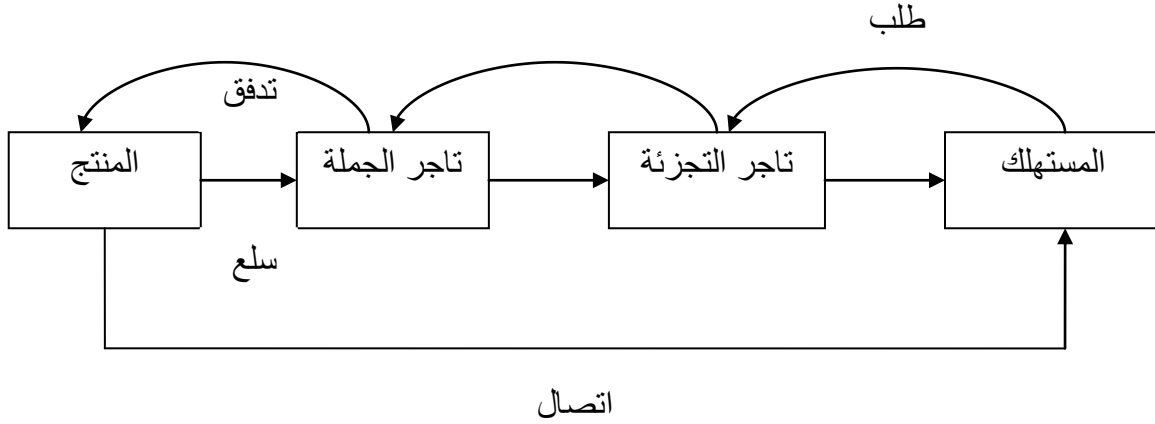 طلب
تدفق
المستهلك
تاجر التجزئة
تاجر الجملة
المنتج
سلع
اتصال